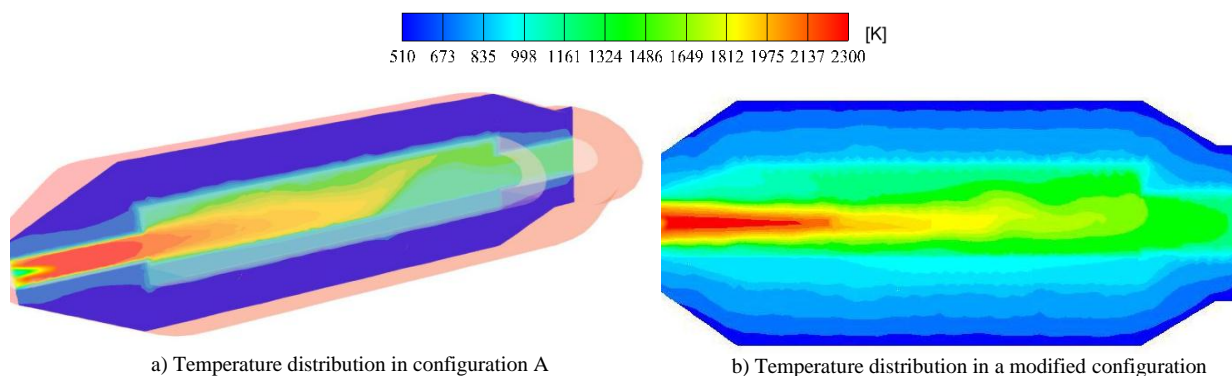 [K]
510 673 835 998 1161 1324 1486 1649 1812 1975 2137 2300
a) Temperature distribution in configuration A
b) Temperature distribution in a modified configuration